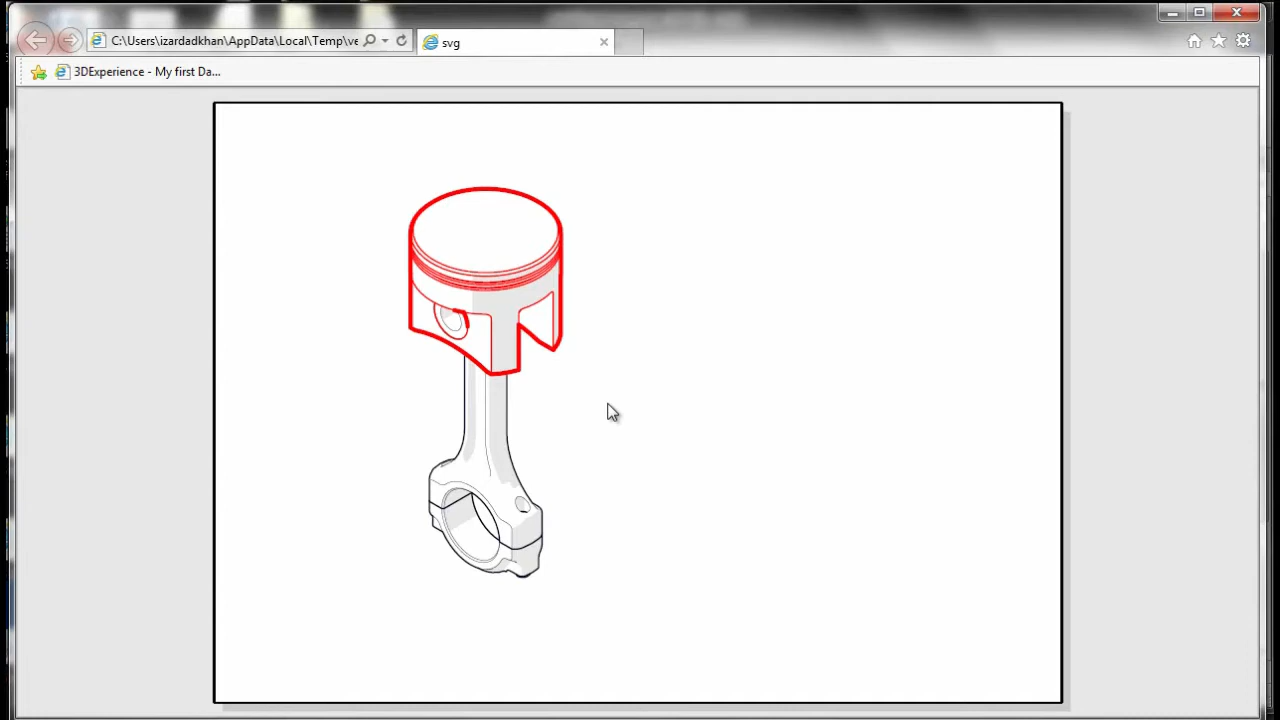 C:\Users\izardadkhan\AppData\Local\Temp\ve
svg
3DExperience - My first Da...